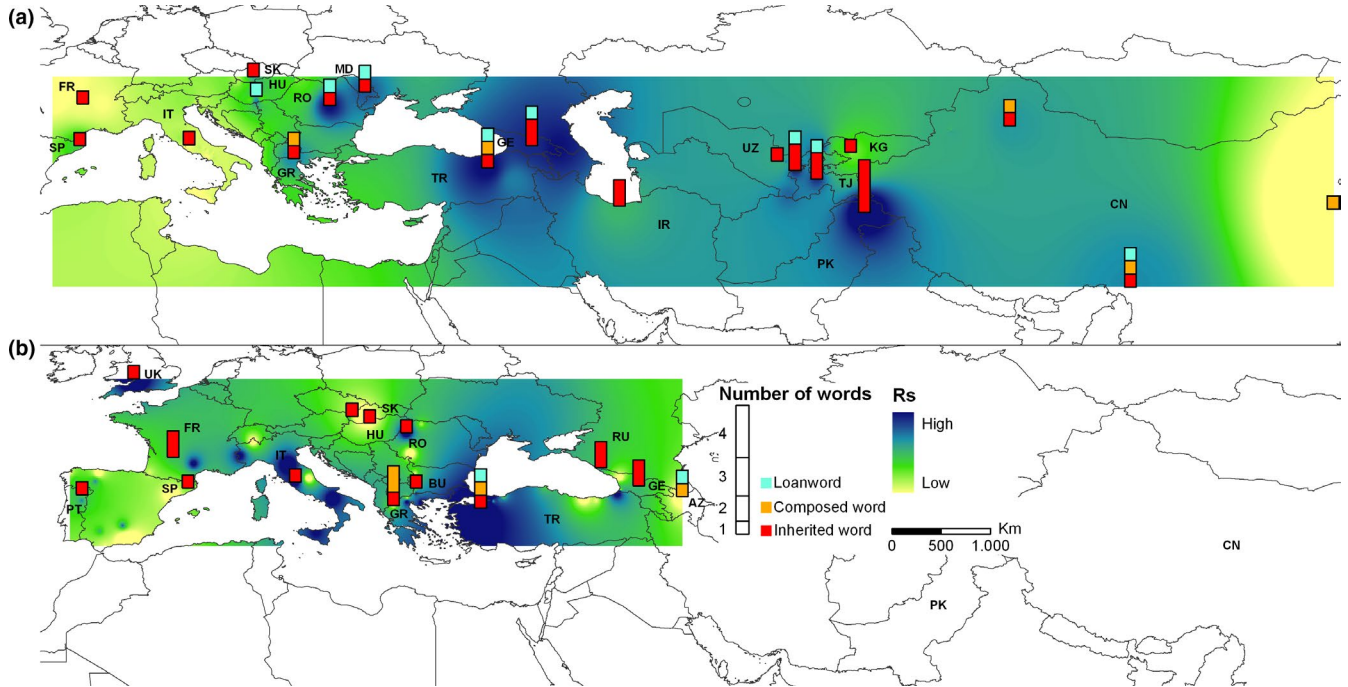 (a)
SK
MD
HU
FR
RO
IT
SP
GE
UZ
KG
GR
TR
TJ
CN
IR
PK
(b)
UK
Number of words
Rs
SK
4
High
FR
HU
RO
RU
IT
3
Loanword
Low
SP
BU
GE
PT
Composed word
AZ
GR
2
TR
1
Inherited word
Km
0 500 1.000
CN
PK